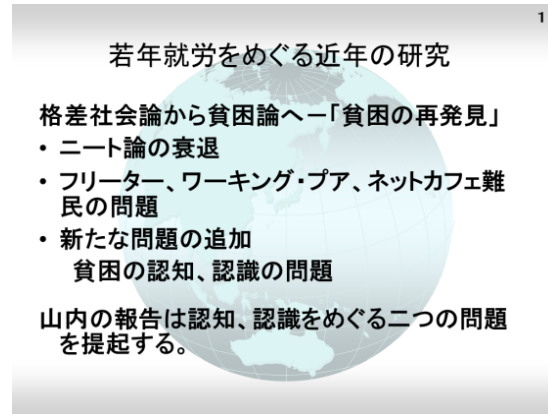 1
若年就労をめぐる近年の研究
格差社会論から貧困論へー「貧困の再発見」
• ニート論の衰退
• フリーター、ワーキング・プア、ネットカフェ難
民の問題
• 新たな問題の追加
貧困の認知、認識の問題
山内の報告は認知、認識をめぐる二つの問題
を提起する。